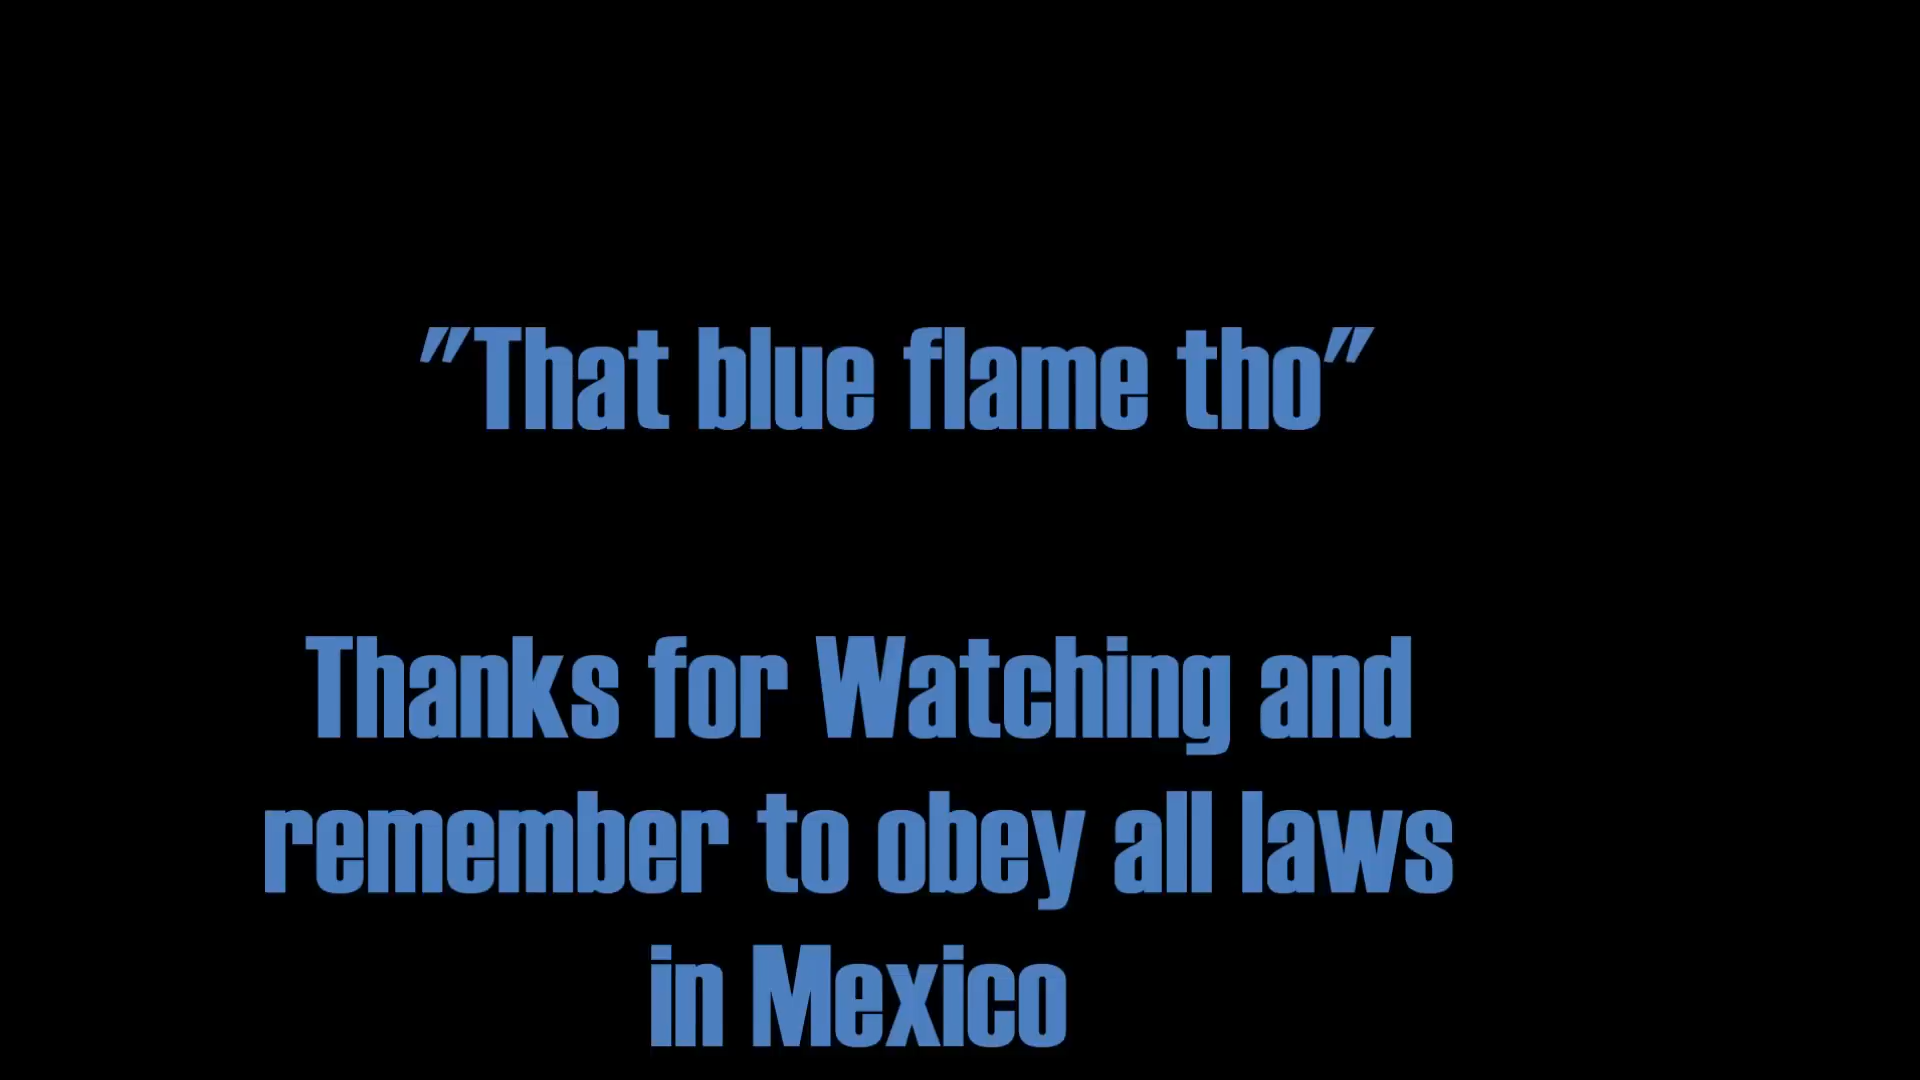 "That blue flame tho"
Thanks for Watching and
remember to obey all laws
in Mexico